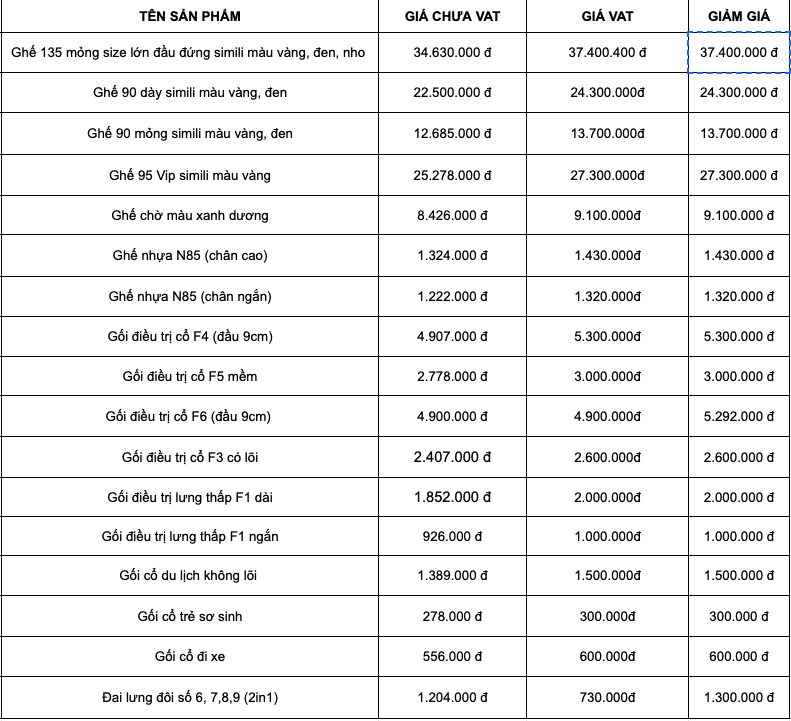 TÊN SẢN PHẨM GIÁ CHƯA VAT GIÁ VAT GIẢM GIÁ
Ghế 135 mỏng size lớn đầu đứng simili màu vàng, đen, nho 34.630.000 đ 37.400.400 đ 37.400.000 đ
Ghế 90 dày simili màu vàng, đen 22.500.000 đ 24.300.000đ 24.300.000 đ
Ghế 90 mỏng simili màu vàng, đen 12.685.000 đ 13.700.000đ 13.700.000 đ
Ghế 95 Vip simili màu vàng 25.278.000 đ 27.300.000đ 27.300.000 đ
Ghế chờ màu xanh dương 8.426.000 đ 9.100.000đ 9.100.000 đ
Ghế nhựa N85 (chân cao) 1.324.000 đ 1.430.000đ 1.430.000 đ
Ghế nhựa N85 (chân ngắn) 1.222.000 đ 1.320.000đ 1.320.000 đ
Gối điều trị cổ F4 (đầu 9cm) 4.907.000 đ 5.300.000đ 5.300.000 đ
Gối điều trị cổ F5 mềm 2.778.000 đ 3.000.000đ 3.000.000 đ
Gối điều trị cổ F6 (đầu 9cm) 4.900.000 đ 4.900.000đ 5.292.000 đ
Gối điều trị cổ F3 có lõi 2.407.000 đ 2.600.000đ 2.600.000 đ
Gối điều trị lưng thấp F1 dài 1.852.000 đ 2.000.000đ 2.000.000 đ
Gối điều trị lưng thấp F1 ngắn 926.000 đ 1.000.000đ 1.000.000 đ
Gối cổ du lịch không lõi 1.389.000 đ 1.500.000đ 1.500.000 đ
Gối cổ trẻ sơ sinh 278.000 đ 300.000đ 300.000 đ
Gối cổ đi xe 556.000 đ 600.000đ 600.000 đ
Đai lưng đôi số 6, 7,8,9 (2in1) 1.204.000 đ 730.000đ 1.300.000 đ